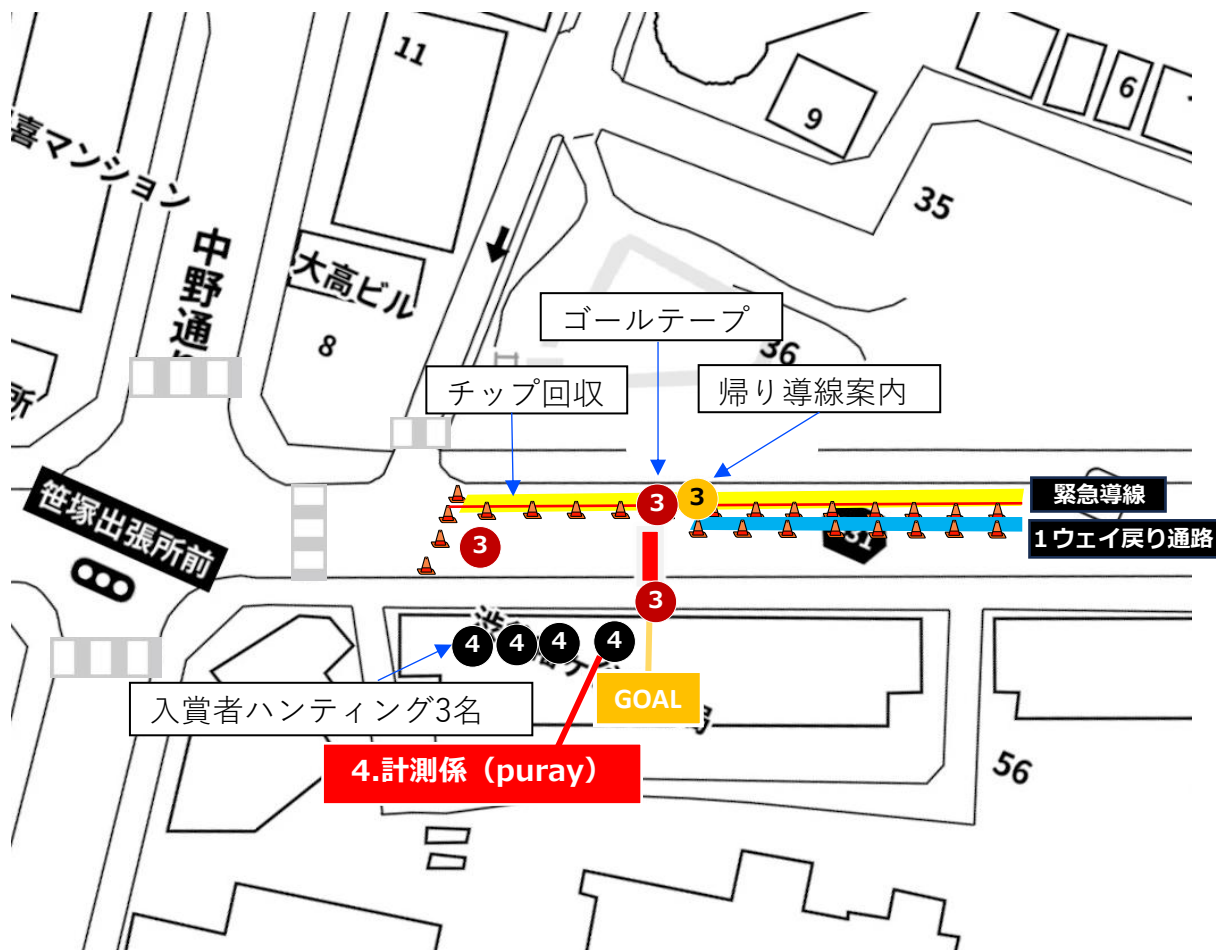 11
6
9
喜マンション
35
中野通り
大高ビル
ゴールテープ
8
36
チップ回収
帰り導線案内
所
笹塚出張所前
3
3
緊急導線
31
1ウェイ戻り通路
3
3
4
4
4
4
入賞者ハンティング3名
GOAL
4.計測係（puray）
56